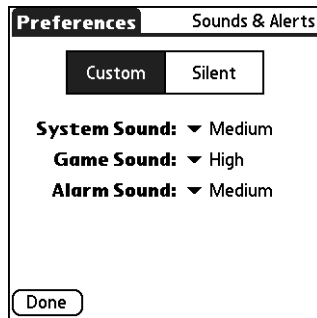 Preferences Sounds & Alerts
Custom Silent
System Sound: Medium
Game Sound: High
Alarm Sound: Medium
Done